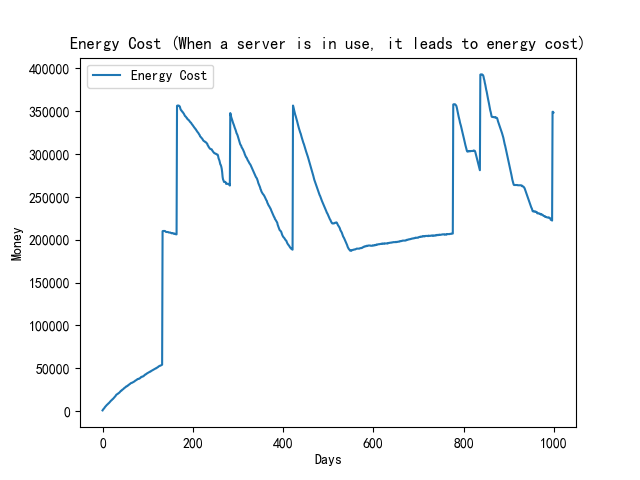 Energy Cost (When a server is in use, it leads to energy cost)
Energy Cost
400000
350000
300000
250000
200000
150000
100000
50000
0
Money
0 200 400 600 800 1000
Days